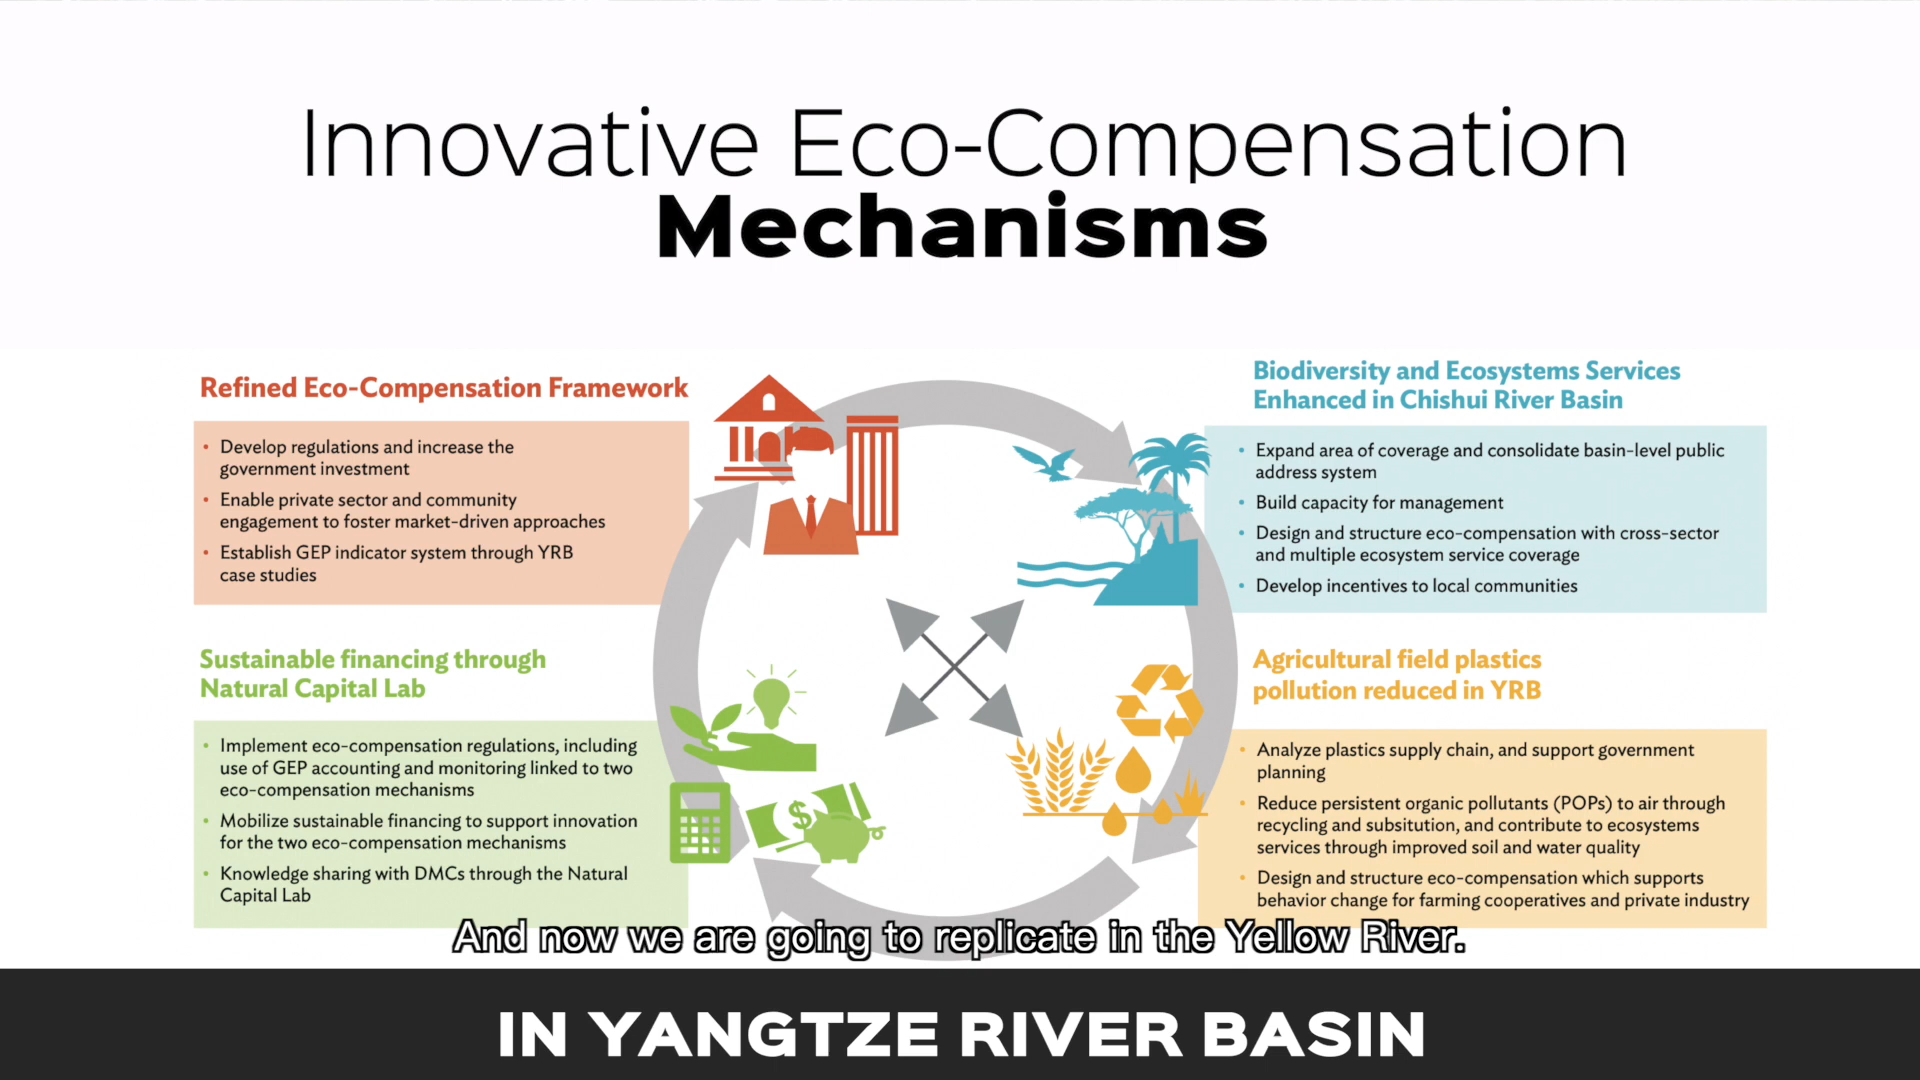 Innovative Eco-Compensation
Mechanisms
Refined Eco-Compensation Framework
• Develop regulations and increase the
government investment
• Enable private sector and community
engagement to foster market-driven approaches
• Establish GEP indicator system through YRB
case studies
Biodiversity and Ecosystems Services
Enhanced in Chishui River Basin
• Expand area of coverage and consolidate basin-level public
address system
• Build capacity for management
• Design and structure eco-compensation with cross-sector
and multiple ecosystem service coverage
• Develop incentives to local communities
Sustainable financing through
Natural Capital Lab
• Implement eco-compensation regulations, including
use of GEP accounting and monitoring linked to two
eco-compensation mechanisms
• Mobilize sustainable financing to support innovation
for the two eco-compensation mechanisms
• Knowledge sharing with DMCs through the Natural
Capital Lab
$
Agricultural field plastics
pollution reduced in YRB
• Analyze plastics supply chain, and support government
planning
• Reduce persistent organic pollutants (POPs) to air through
recycling and subsitution, and contribute to ecosystems
services through improved soil and water quality
• Design and structure eco-compensation which supports
behavior change for farming cooperatives and private industry
And now we are going to replicate in the Yellow River.
IN YANGTZE RIVER BASIN